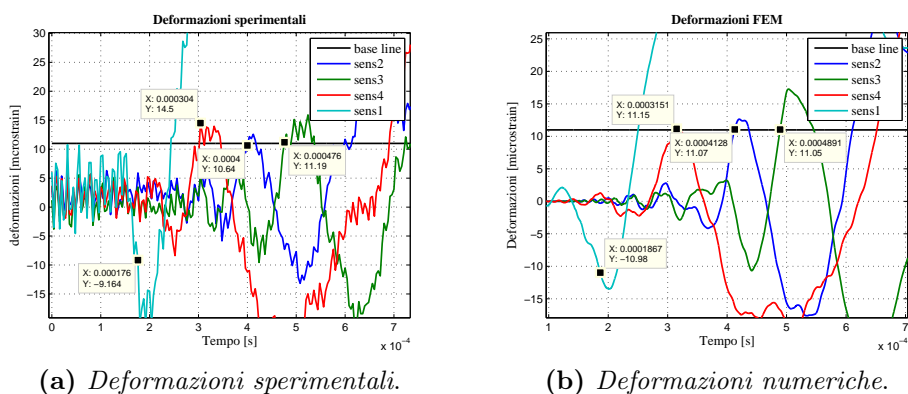 Deformazioni sperimentali
30
25
20
15
10
5
0
−5
−10
−15
deformazioni [microstrain]
base line
sens2
sens3
sens4
sens1
X: 0.000304
Y: 14.5
X: 0.0004
Y: 10.64
X: 0.000476
Y: 11.19
X: 0.000176
Y: −9.164
0 1 2 3 4 5 6 7
Tempo [s]
x 10⁻⁴
(a) Deformazioni sperimentali.
Deformazioni FEM
25
20
15
10
5
0
−5
−10
−15
Deformazioni [microstrain]
base line
sens2
sens3
sens4
sens1
X: 0.0003151
Y: 11.15
X: 0.0004128
Y: 11.07
X: 0.0004891
Y: 11.05
X: 0.0001867
Y: −10.98
1 2 3 4 5 6 7
Tempo [s]
x 10⁻⁴
(b) Deformazioni numeriche.